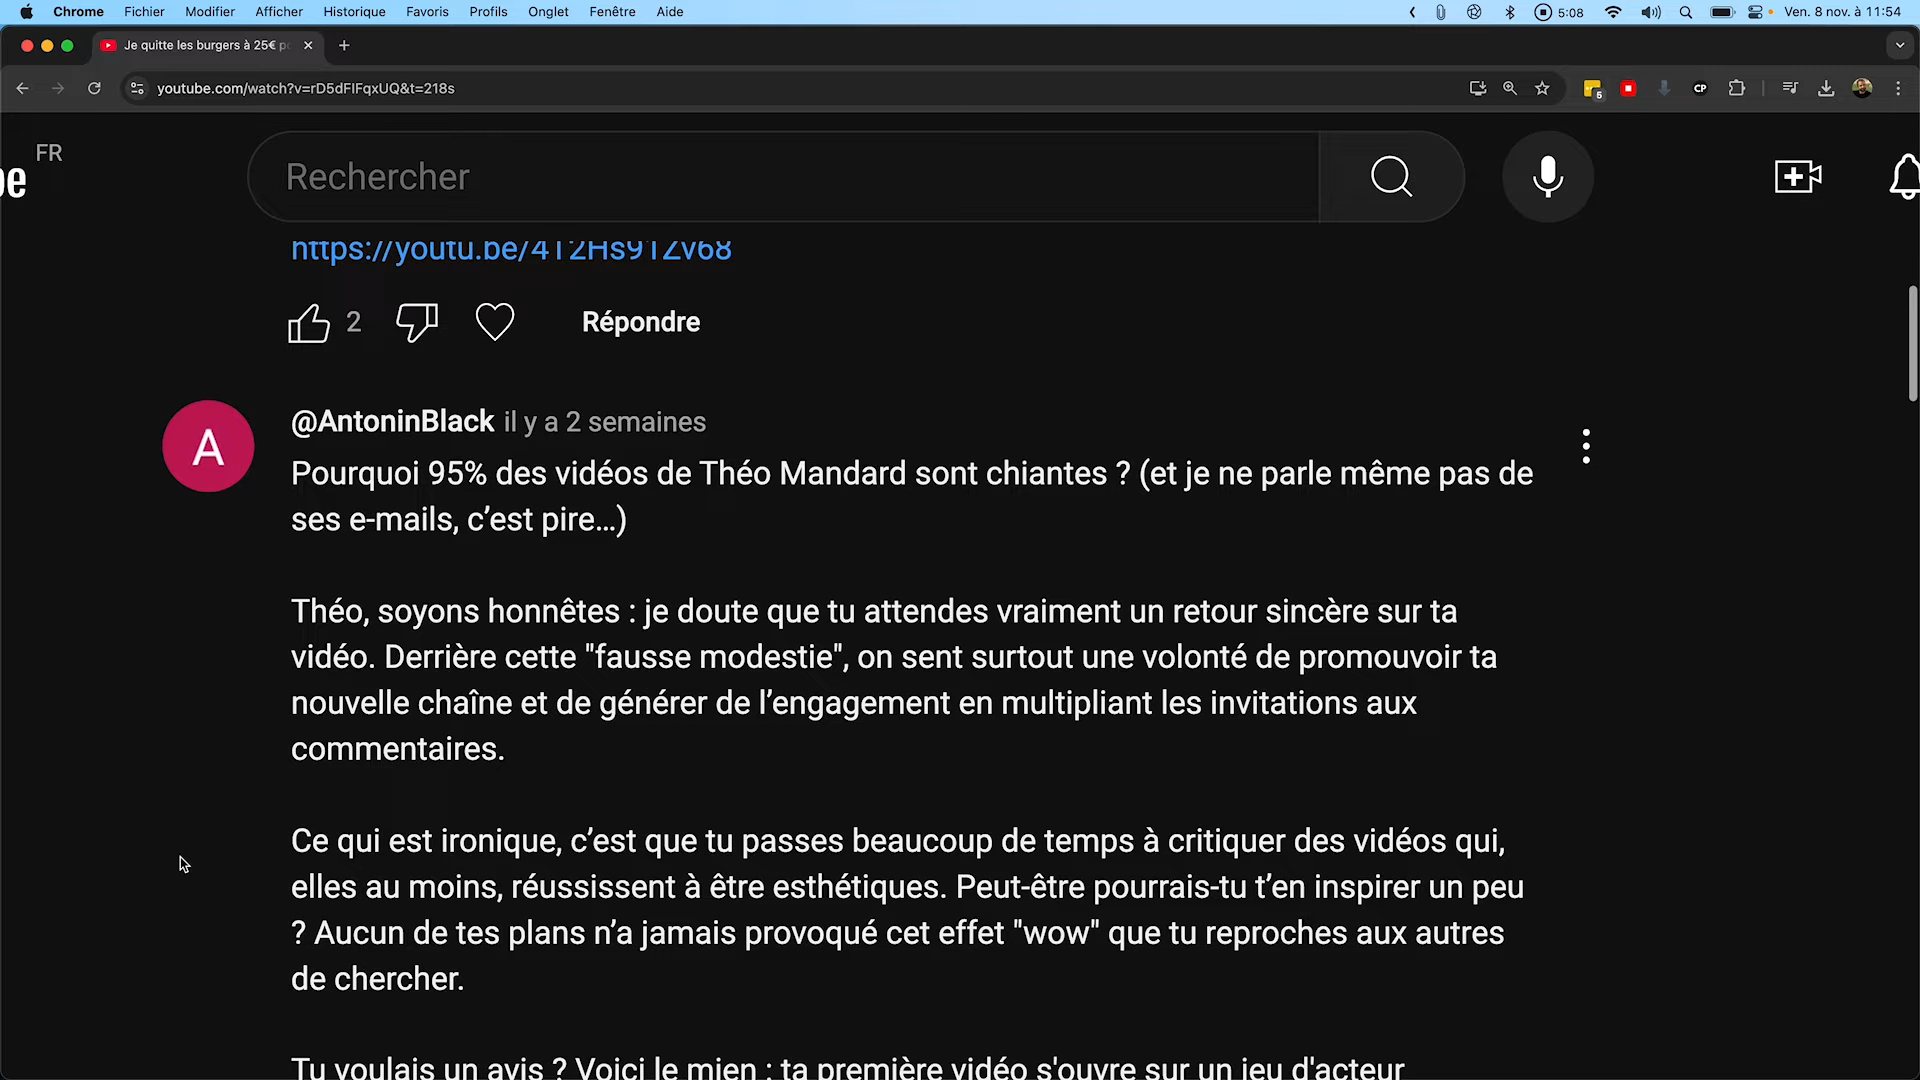 Chrome Fichier Modifier Afficher Historique Favoris Profils Onglet Fenêtre Aide 5:08 Ven. 8 nov. à 11:54
Je quitte les burgers à 25€
youtube.com/watch?v=rD5dFIFqxUQ&t=218s 5 CP
FR
be
Rechercher
https://youtu.be/4T2Hs91Zv68
2 Répondre
A
@AntoninBlack il y a 2 semaines
Pourquoi 95% des vidéos de Théo Mandard sont chiantes ? (et je ne parle même pas de
ses e-mails, c’est pire…)
Théo, soyons honnêtes : je doute que tu attendes vraiment un retour sincère sur ta
vidéo. Derrière cette "fausse modestie", on sent surtout une volonté de promouvoir ta
nouvelle chaîne et de générer de l’engagement en multipliant les invitations aux
commentaires.
Ce qui est ironique, c’est que tu passes beaucoup de temps à critiquer des vidéos qui,
elles au moins, réussissent à être esthétiques. Peut-être pourrais-tu t’en inspirer un peu
? Aucun de tes plans n’a jamais provoqué cet effet "wow" que tu reproches aux autres
de chercher.
Tu voulais un avis ? Voici le mien : ta première vidéo s'ouvre sur un jeu d'acteur